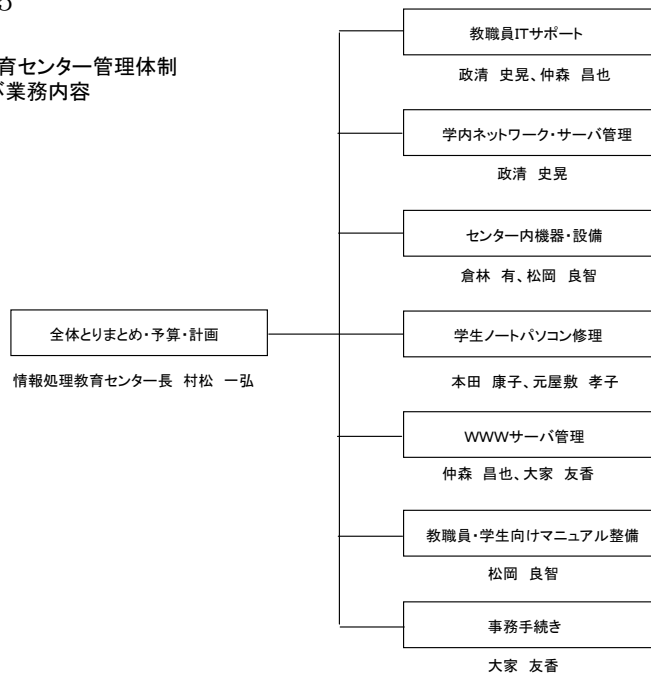 育センター管理体制
業務内容
全体とりまとめ・予算・計画
情報処理教育センター長 村松 一弘
教職員ITサポート
政清 史晃、仲森 昌也
学内ネットワーク・サーバ管理
政清 史晃
センター内機器・設備
倉林 有、松岡 良智
学生ノートパソコン修理
本田 康子、元屋敷 孝子
WWWサーバ管理
仲森 昌也、大家 友香
教職員・学生向けマニュアル整備
松岡 良智
事務手続き
大家 友香